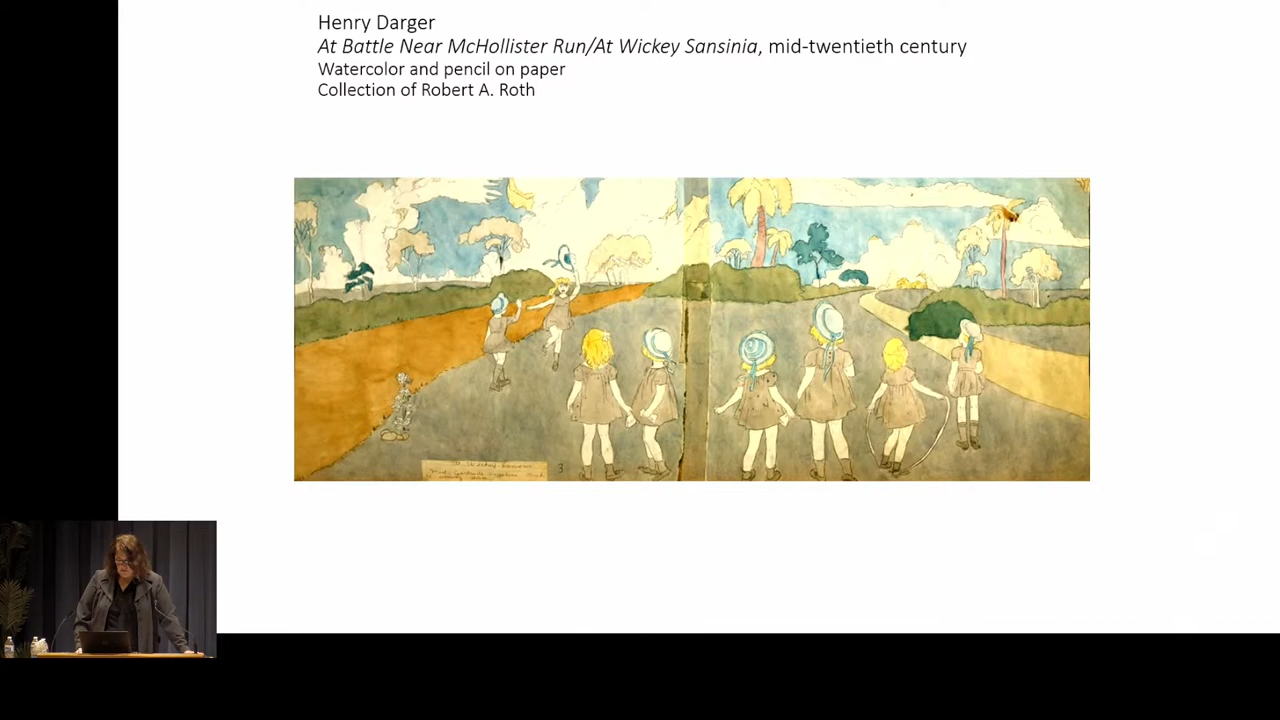 Henry Darger
At Battle Near McHollister Run/At Wickey Sansinia, mid-twentieth century
Watercolor and pencil on paper
Collection of Robert A. Roth
3